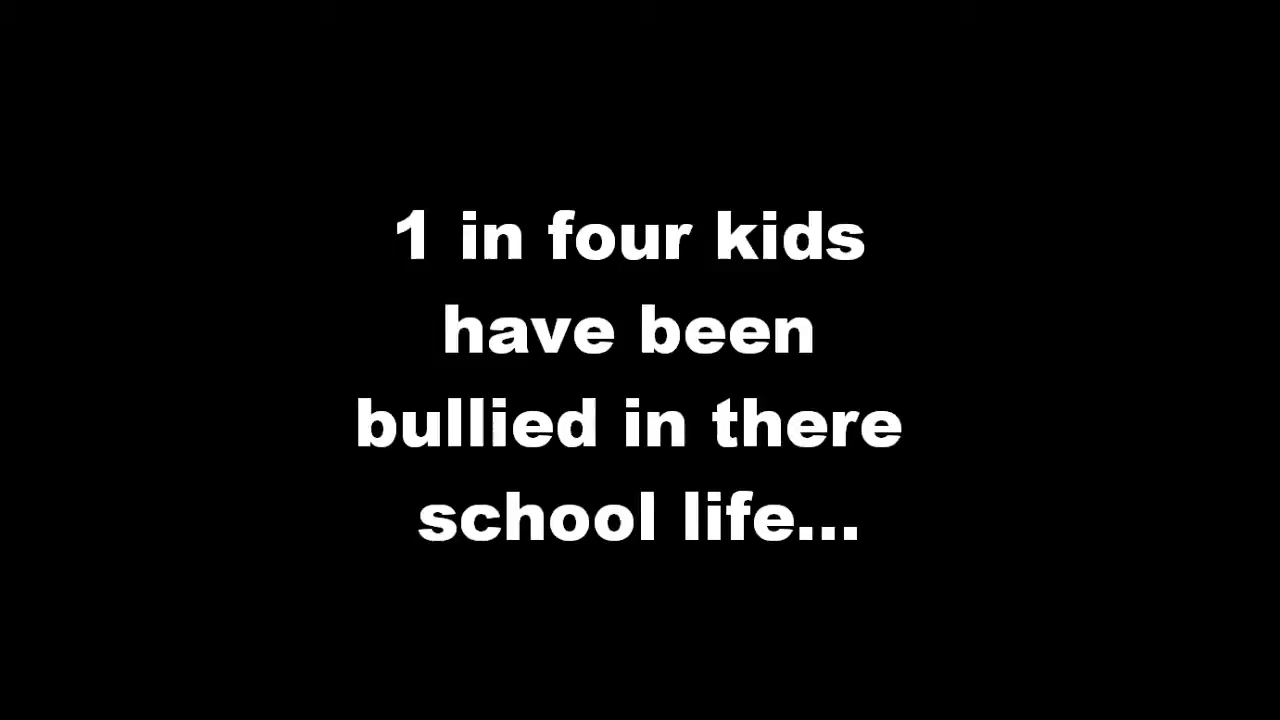 1 in four kids
have been
bullied in there
school life...